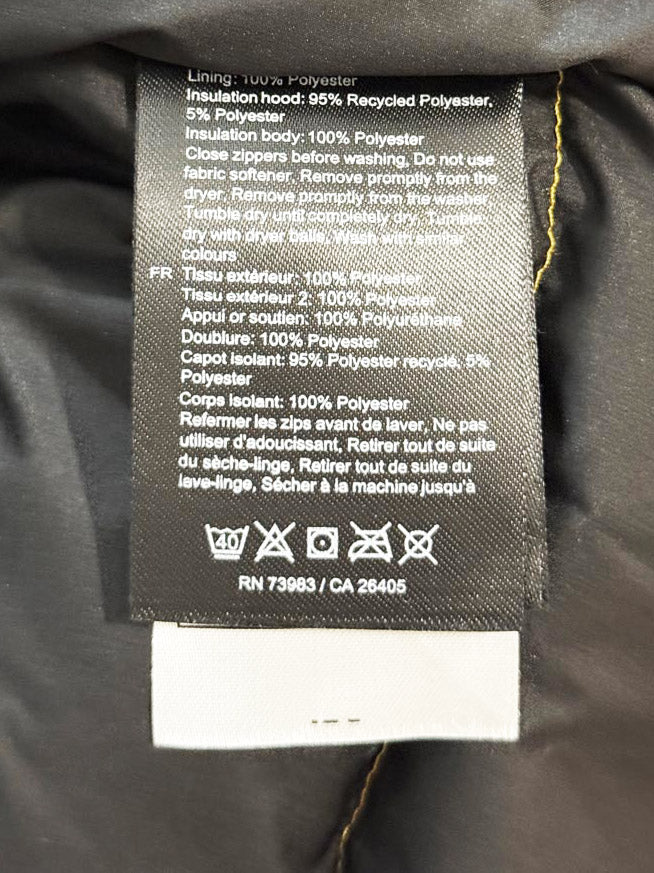 Lining: 100% Polyester
Insulation hood: 95% Recycled Polyester,
5% Polyester
Insulation body: 100% Polyester
Close zippers before washing, Do not use
fabric softener. Remove promptly from the
dryer, Remove promptly from the washer,
Tumble dry until completely dry, Tumble
dry with dryer balls, Wash with similar
colours
FR Tissu extérieur: 100% Polyester
Tissu extérieur 2: 100% Polyester
Appui or soutien: 100% Polyuréthane
Doublure: 100% Polyester
Capot isolant: 95% Polyester recyclé, 5%
Polyester
Corps isolant: 100% Polyester
Refermer les zips avant de laver, Ne pas
utiliser d'adoucissant, Retirer tout de suite
du sèche-linge, Retirer tout de suite du
lave-linge, Sécher à la machine jusqu'à
40
RN 73983 / CA 26405